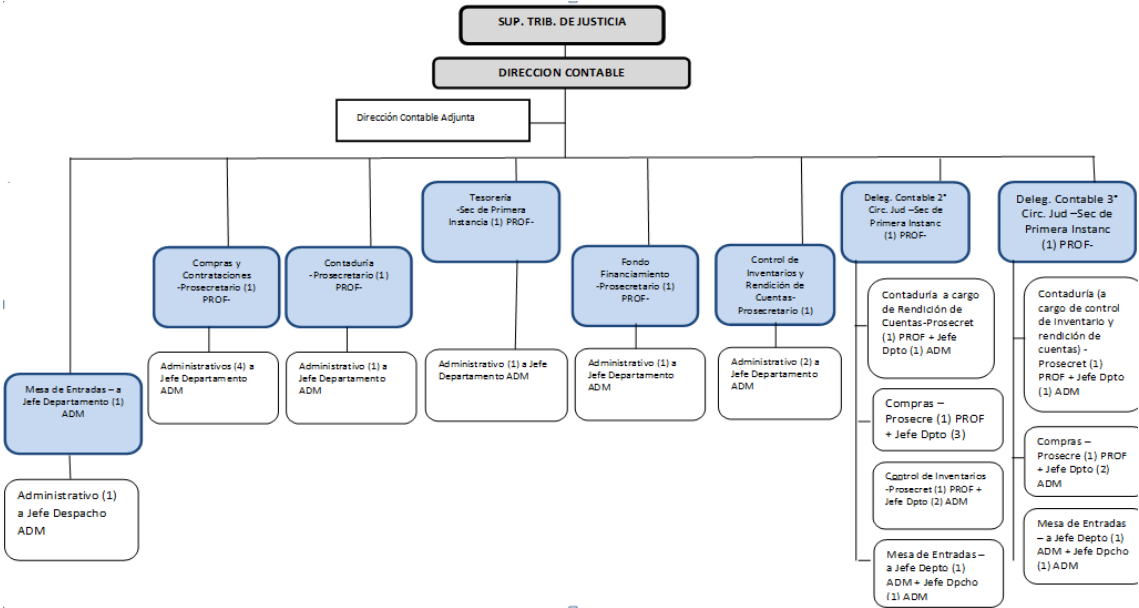 SUP. TRIB. DE JUSTICIA
DIRECCION CONTABLE
Dirección Contable Adjunta
Mesa de Entradas – a
Jefe Departamento (1)
ADM
Administrativo (1)
a Jefe Despacho
ADM
Compras y
Contrataciones
-Prosecretario (1)
PROF-
Administrativos (4) a
Jefe Departamento
ADM
Contaduría
-Prosecretario (1)
PROF-
Administrativo (1) a
Jefe Departamento
ADM
Tesorería
-Sec de Primera
Instancia (1) PROF-
Administrativo (1) a Jefe
Departamento ADM
Fondo
Financiamiento
-Prosecretario (1)
PROF-
Administrativo (1) a
Jefe Departamento
ADM
Control de
Inventarios y
Rendición de
Cuentas-
Prosecretario (1)
Administrativo (2) a
Jefe Departamento
ADM
Deleg. Contable 2°
Circ. Jud –Sec de
Primera Instanc
(1) PROF-
Contaduría a cargo
de Rendición de
Cuentas-Prosecret
(1) PROF + Jefe
Dpto (1) ADM
Compras –
Prosecre (1) PROF
+ Jefe Dpto (3)
Control de Inventarios
-Prosecret (1) PROF +
Jefe Dpto (2) ADM
Mesa de Entradas –
a Jefe Depto (1)
ADM + Jefe Dpcho
(1) ADM
Deleg. Contable 3°
Circ. Jud –Sec de
Primera Instanc
(1) PROF-
Contaduría (a
cargo de control
de Inventario y
rendición de
cuentas) -
Prosecret (1)
PROF + Jefe Dpto
(1) ADM
Compras –
Prosecre (1) PROF
+ Jefe Dpto (2)
ADM
Mesa de Entradas
– a Jefe Depto (1)
ADM + Jefe Dpcho
(1) ADM